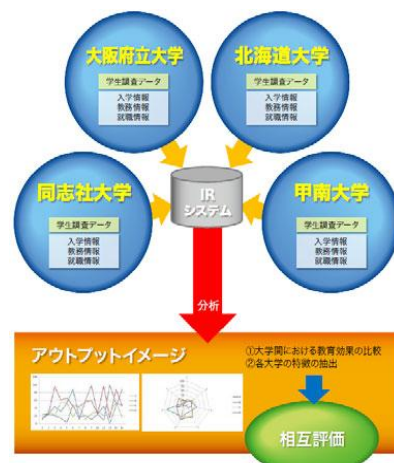 大阪府立大学
学生調査データ
入学情報
教務情報
就職情報
北海道大学
学生調査データ
入学情報
教務情報
就職情報
同志社大学
学生調査データ
入学情報
教務情報
就職情報
IR
システム
甲南大学
学生調査データ
入学情報
教務情報
就職情報
分析
アウトプットイメージ
①大学間における教育効果の比較
②各大学の特徴の抽出
相互評価